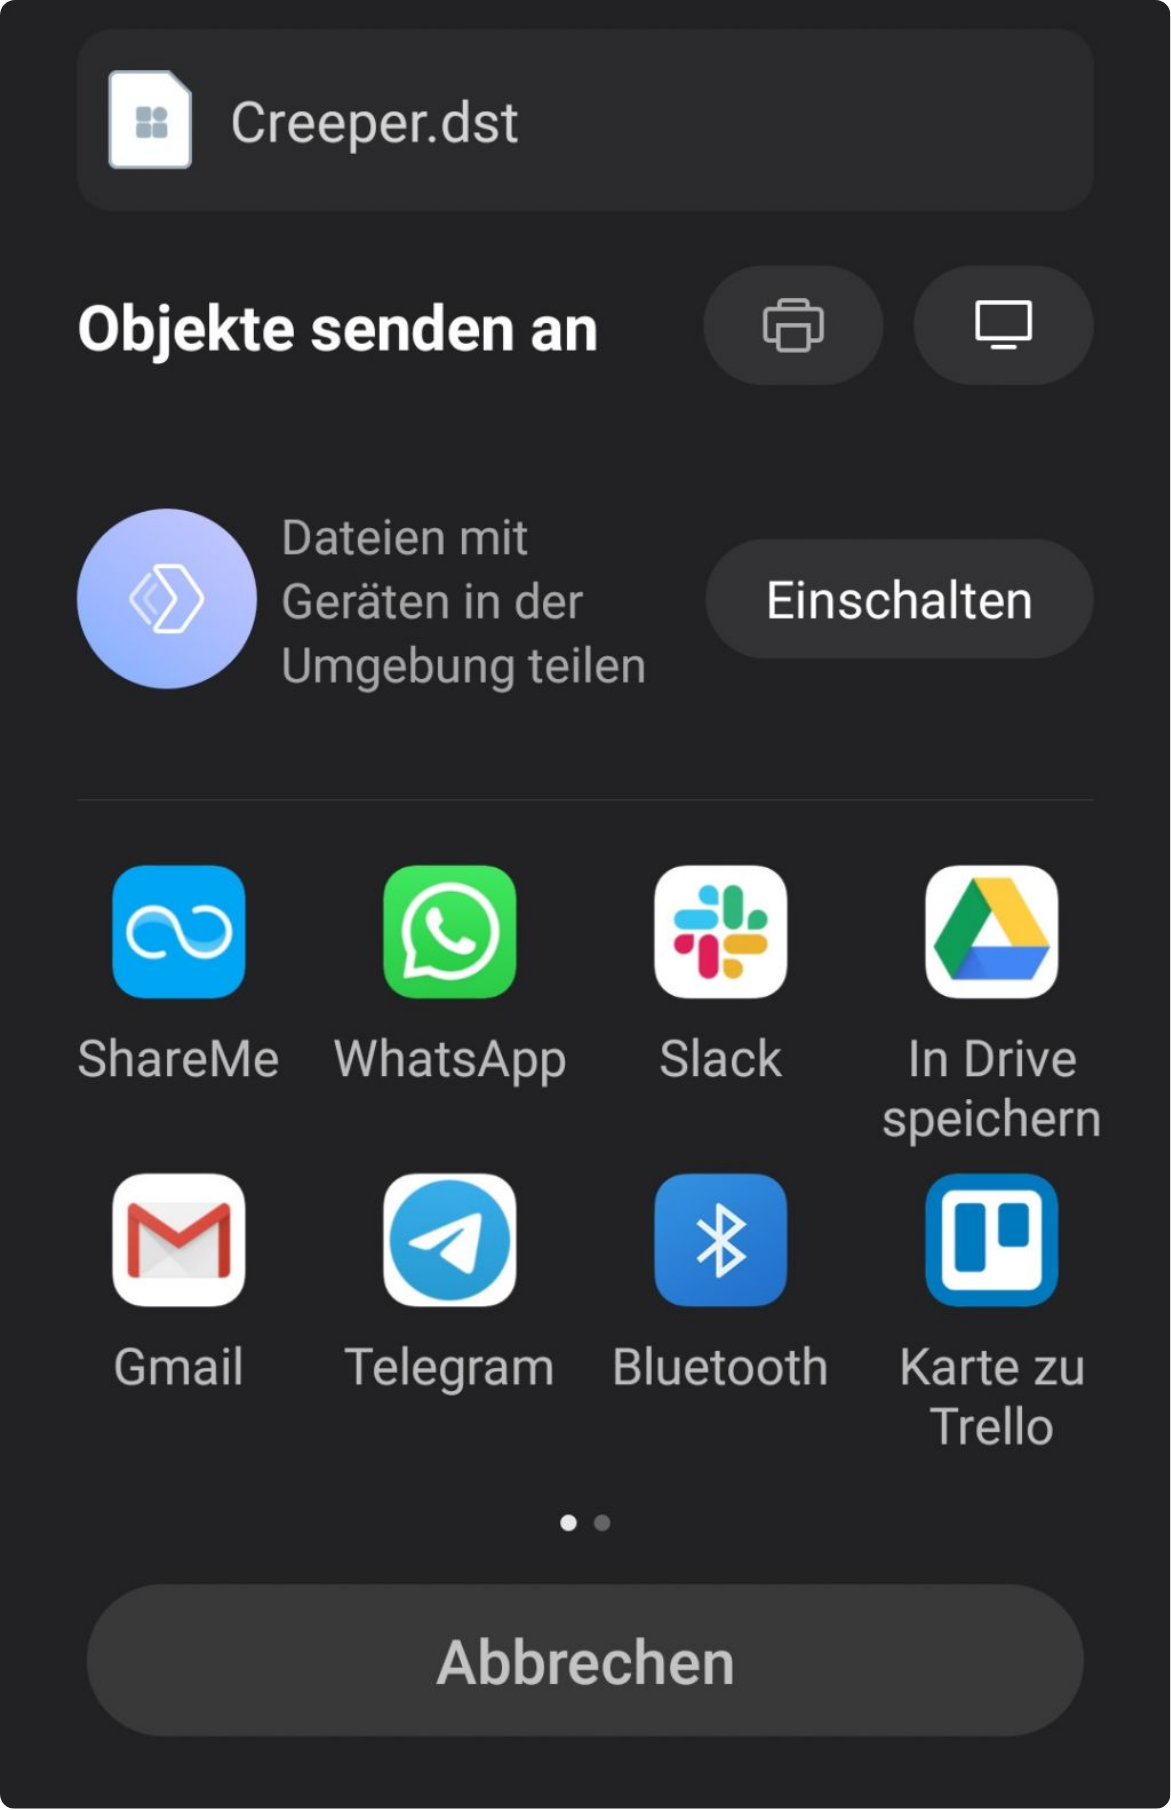 Creeper.dst
Objekte senden an
Dateien mit
Geräten in der
Umgebung teilen
Einschalten
ShareMe
WhatsApp
Slack
In Drive
speichern
Gmail
Telegram
Bluetooth
Karte zu
Trello
Abbrechen